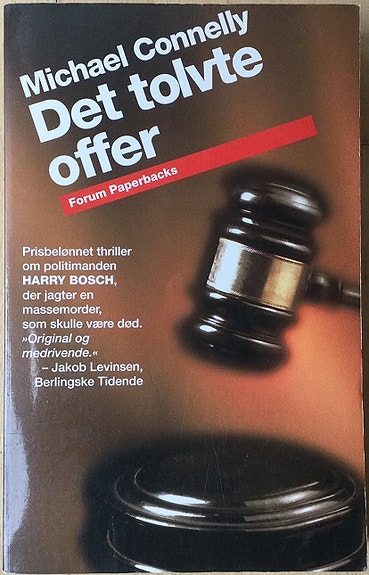 Michael Connelly
Det tolvte
offer
Forum Paperbacks
Prisbelønnet thriller
om politimanden
HARRY BOSCH,
der jagter en
massemorder,
som skulle være død.
»Original og
medrivende.«
– Jakob Levinsen,
Berlingske Tidende